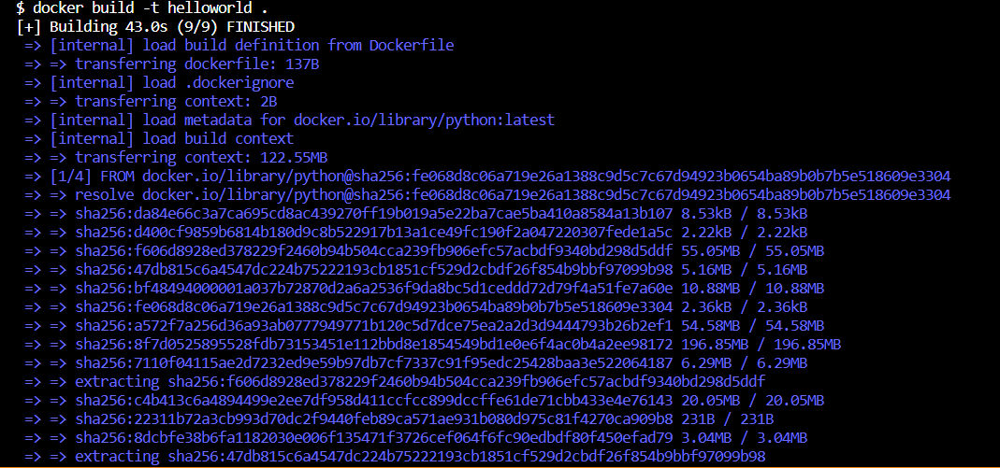 $ docker build -t helloworld .
[+] Building 43.0s (9/9) FINISHED
=> [internal] load build definition from Dockerfile
=> => transferring dockerfile: 137B
=> [internal] load .dockerignore
=> => transferring context: 2B
=> [internal] load metadata for docker.io/library/python:latest
=> [internal] load build context
=> => transferring context: 122.55MB
=> [1/4] FROM docker.io/library/python@sha256:fe068d8c06a719e26a1388c9d5c7c67d94923b0654ba89b0b7b5e518609e3304
=> => resolve docker.io/library/python@sha256:fe068d8c06a719e26a1388c9d5c7c67d94923b0654ba89b0b7b5e518609e3304
=> => sha256:da84e66c3a7ca695cd8ac439270ff19b019a5e22ba7cae5ba410a8584a13b107 8.53kB / 8.53kB
=> => sha256:d400cf9859b6814b180d9c8b522917b13a1ce49fc190f2a047220307fede1a5c 2.22kB / 2.22kB
=> => sha256:f606d8928ed378229f2460b94b504cca239fb906efc57acbdf9340bd298d5ddf 55.05MB / 55.05MB
=> => sha256:47db815c6a4547dc224b75222193cb1851cf529d2cbdf26f854b9bbf97099b98 5.16MB / 5.16MB
=> => sha256:bf48494000001a037b72870d2a6a2536f9da8bc5d1ceddd72d79f4a51fe7a60e 10.88MB / 10.88MB
=> => sha256:fe068d8c06a719e26a1388c9d5c7c67d94923b0654ba89b0b7b5e518609e3304 2.36kB / 2.36kB
=> => sha256:a572f7a256d36a93ab0777949771b120c5d7dce75ea2a2d3d9444793b26b2ef1 54.58MB / 54.58MB
=> => sha256:8f7d0525895528fdb73153451e112bbd8e1854549bd1e0e6f4ac0b4a2ee98172 196.85MB / 196.85MB
=> => sha256:7110f04115ae2d7232ed9e59b97db7cf7337c91f95edc25428baa3e522064187 6.29MB / 6.29MB
=> => extracting sha256:f606d8928ed378229f2460b94b504cca239fb906efc57acbdf9340bd298d5ddf
=> => sha256:c4b413c6a4894499e2ee7df958d411ccfcc899dccffe61de71cbb433e4e76143 20.05MB / 20.05MB
=> => sha256:22311b72a3cb993d70dc2f9440feb89ca571ae931b080d975c81f4270ca909b8 231B / 231B
=> => sha256:8dcbfe38b6fa1182030e006f135471f3726cef064f6fc90edbdf80f450efad79 3.04MB / 3.04MB
=> => extracting sha256:47db815c6a4547dc224b75222193cb1851cf529d2cbdf26f854b9bbf97099b98